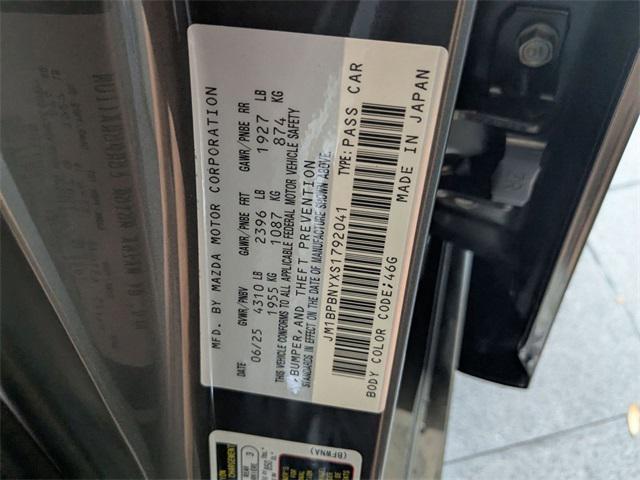 MFD. BY MAZDA MOTOR CORPORATION
DATE GVWR/PNBV GAWR/PNBE FRT GAWR/PNBE RR
06/25 4310 LB 2396 LB 1927 LB
1955 KG 1087 KG 874 KG
THIS VEHICLE CONFORMS TO ALL APPLICABLE FEDERAL MOTOR VEHICLE SAFETY
,BUMPER,AND THEFT PREVENTION
STANDARDS IN EFFECT ON THE DATE OF MANUFACTURE SHOWN ABOVE.
JM1BPBNYXS1792041 TYPE:PASS CAR
BODY COLOR CODE;46G MADE IN JAPAN
(BFWNA)
REAR 3